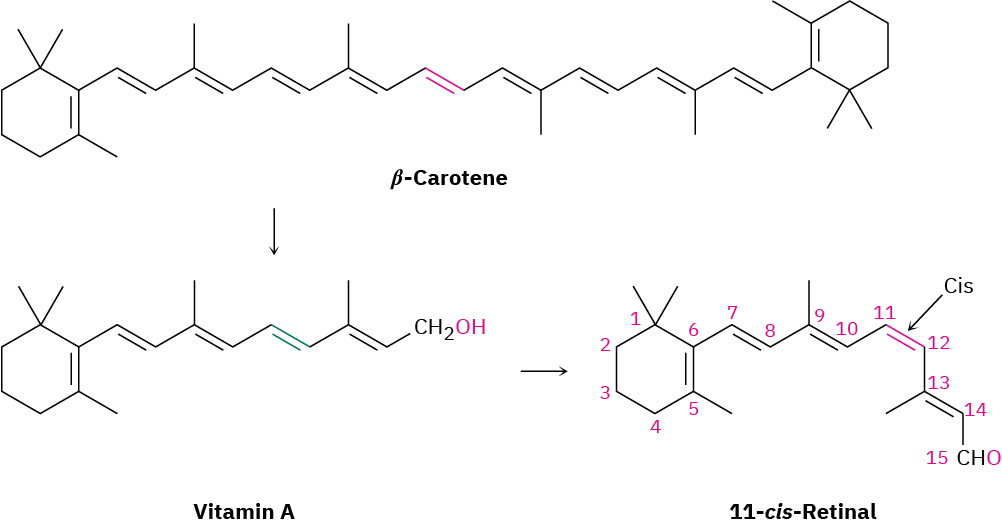 β-Carotene
CH₂OH
Vitamin A
Cis
1
2
3
4
5
6
7
8
9
10
11
12
13
14
15 CHO
11-cis-Retinal